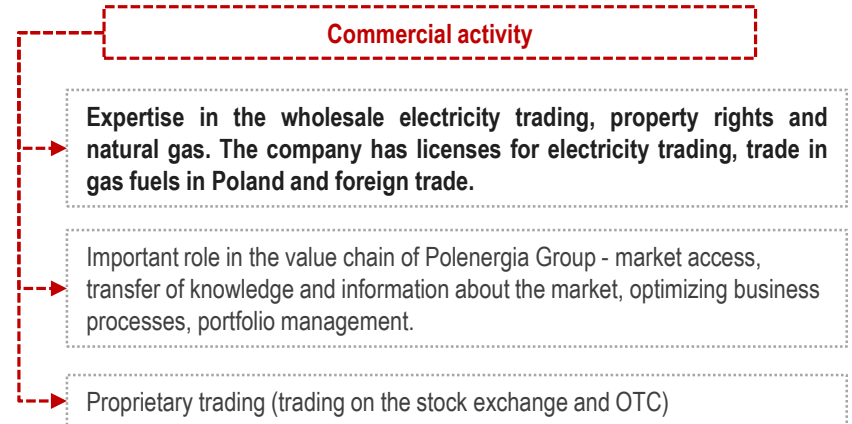 Commercial activity
Expertise in the wholesale electricity trading, property rights and
natural gas. The company has licenses for electricity trading, trade in
gas fuels in Poland and foreign trade.
Important role in the value chain of Polenergia Group - market access,
transfer of knowledge and information about the market, optimizing business
processes, portfolio management.
Proprietary trading (trading on the stock exchange and OTC)